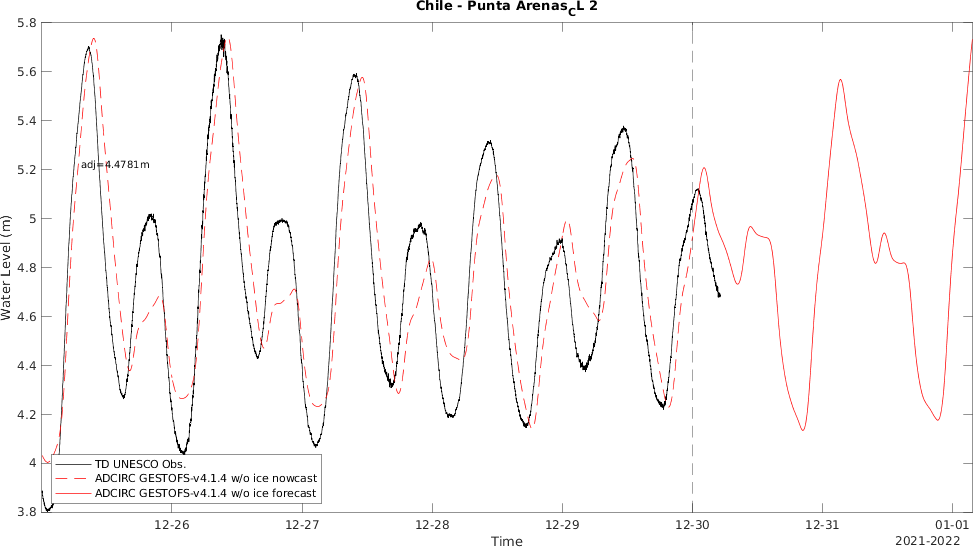 Chile - Punta Arenas_CL 2
5.8
5.6
5.4
5.2
5
4.8
4.6
4.4
4.2
4
3.8
Water Level (m)
adj=4.4781m
TD UNESCO Obs.
ADCIRC GESTOFS-v4.1.4 w/o ice nowcast
ADCIRC GESTOFS-v4.1.4 w/o ice forecast
12-26 12-27 12-28 12-29 12-30 12-31 01-01
Time
2021-2022